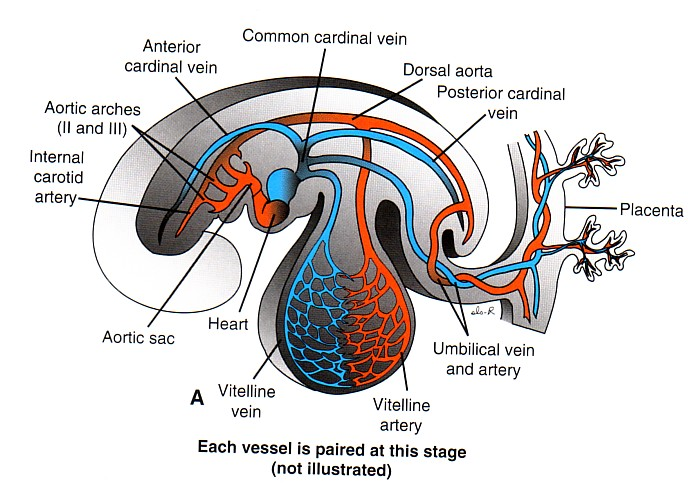 Common cardinal vein
Anterior
cardinal vein
Dorsal aorta
Posterior cardinal
vein
Aortic arches
(II and III)
Internal
carotid
artery
Placenta
Heart
Aortic sac
els-R
Umbilical vein
and artery
A
Vitelline
vein
Vitelline
artery
Each vessel is paired at this stage
(not illustrated)